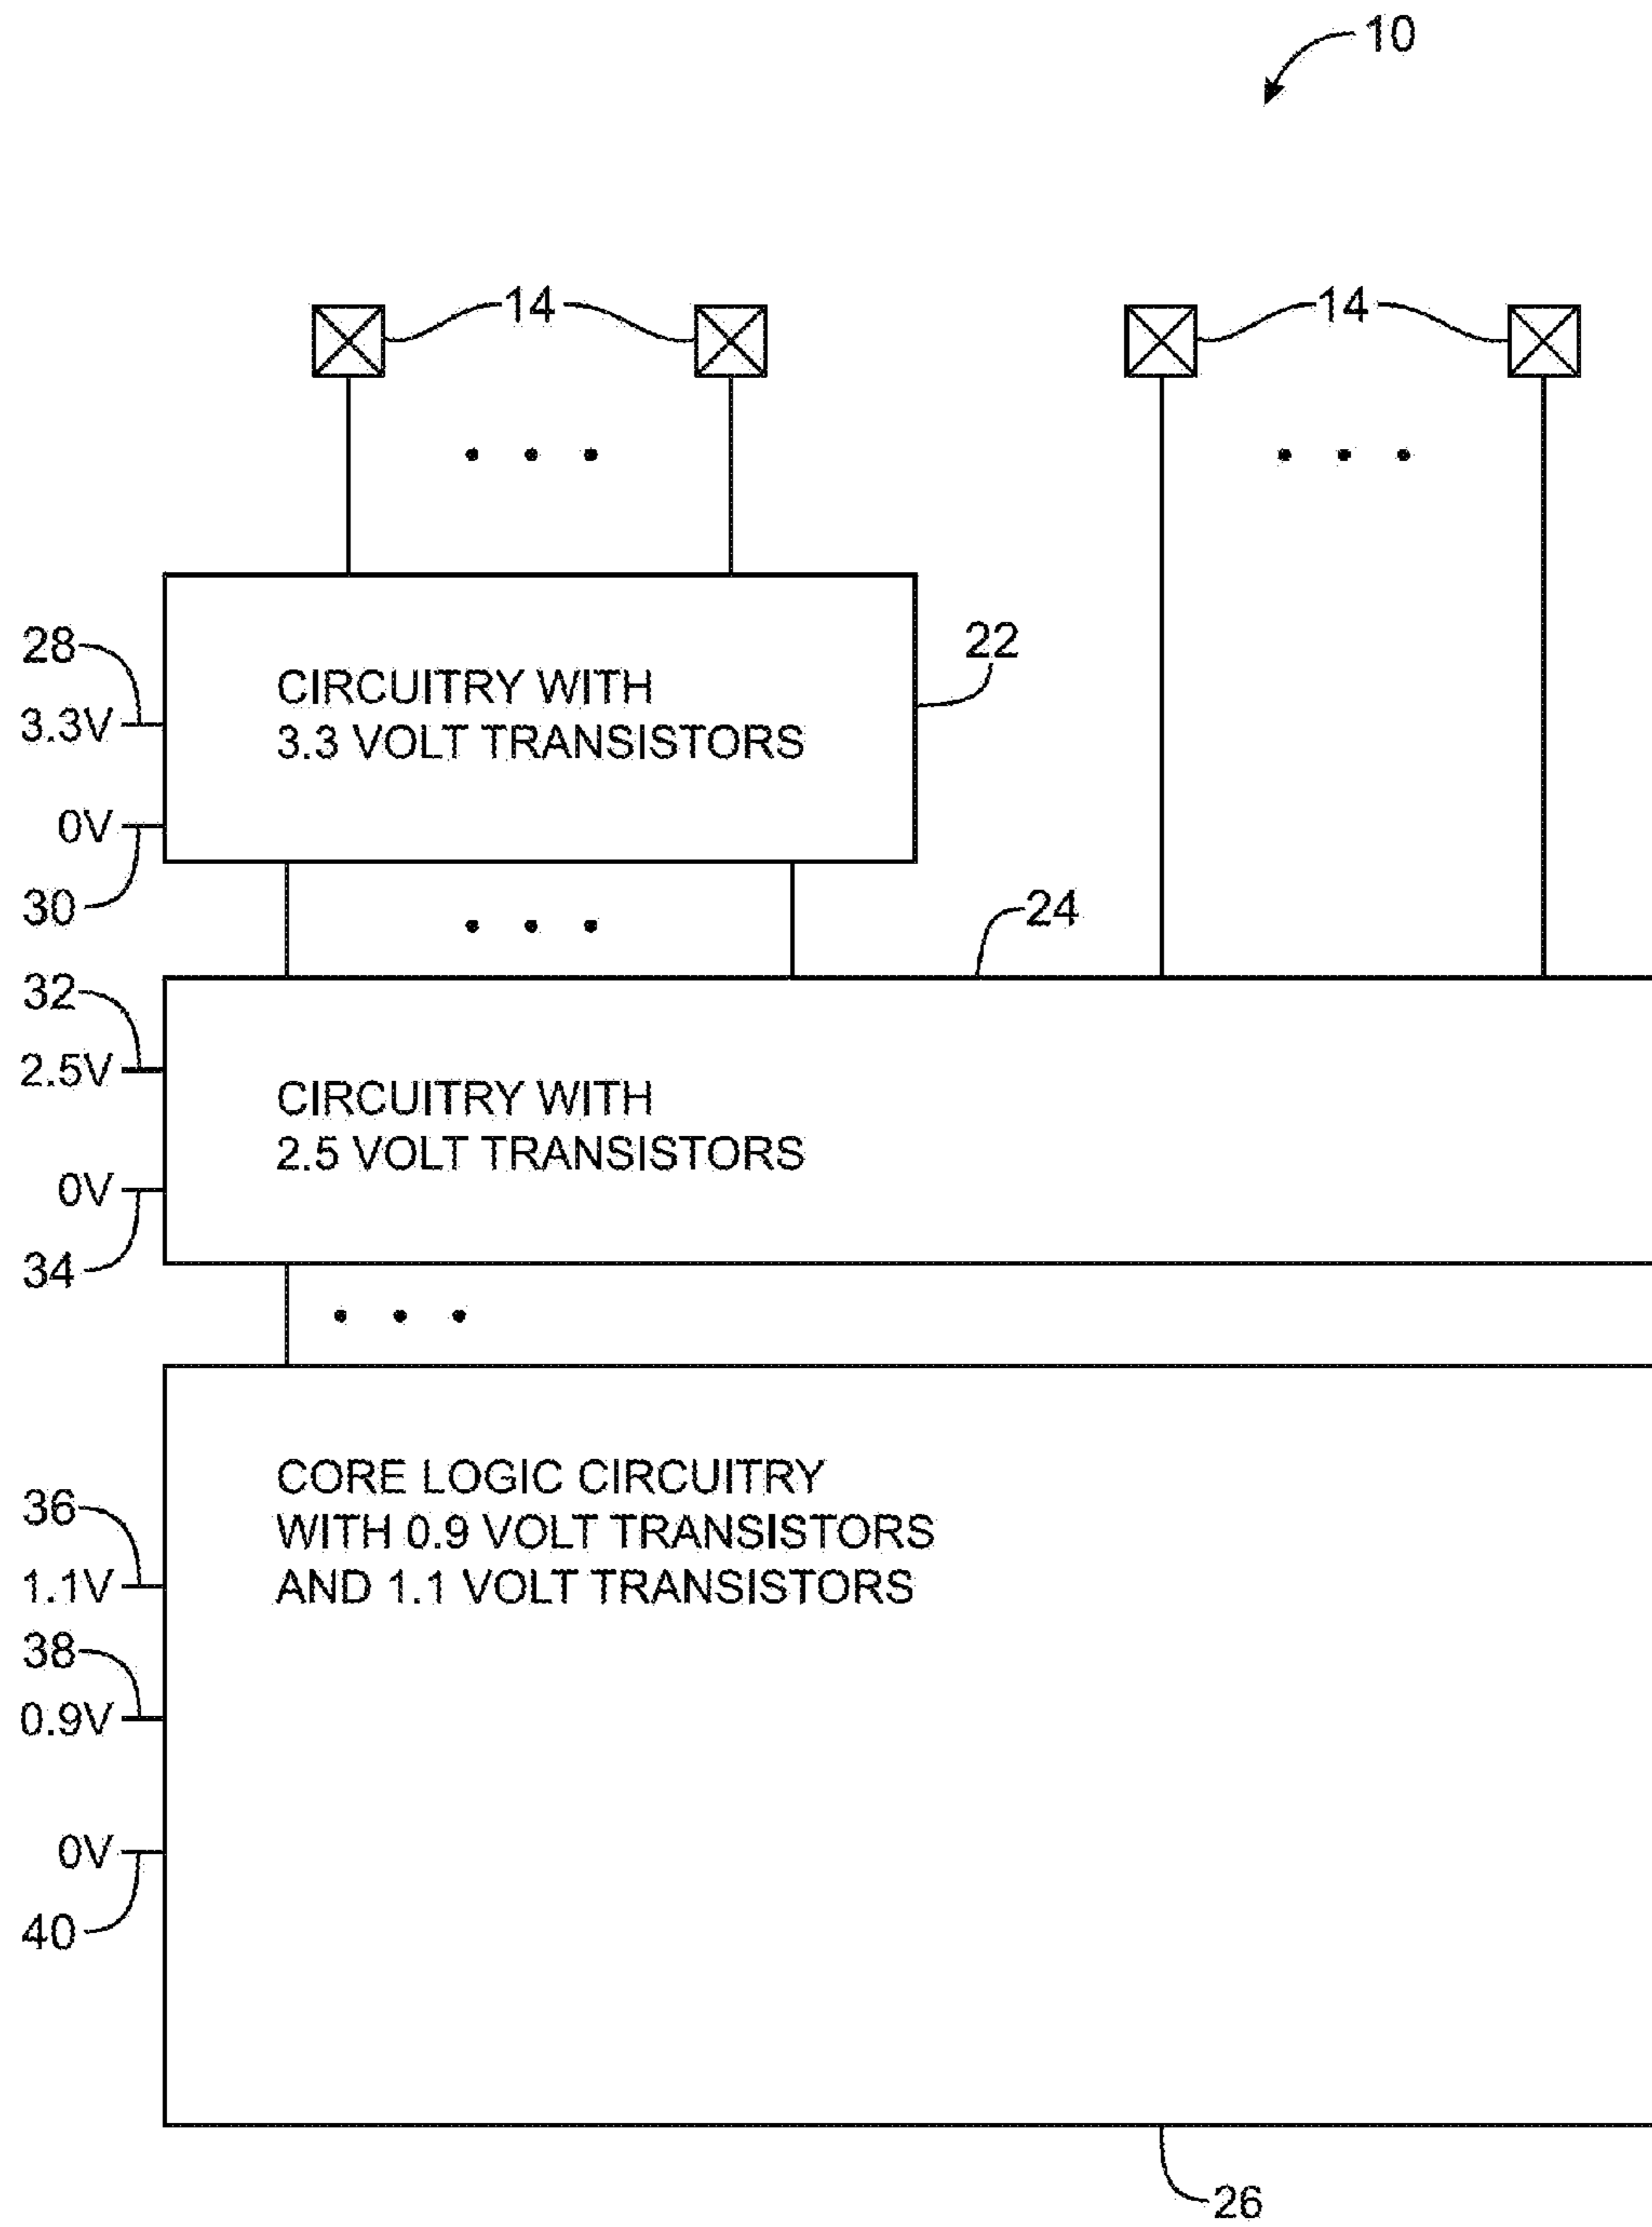 10
14
14
28
3.3V
0V
30
CIRCUITRY WITH
3.3 VOLT TRANSISTORS
22
24
32
2.5V
0V
34
CIRCUITRY WITH
2.5 VOLT TRANSISTORS
36
1.1V
38
0.9V
0V
40
CORE LOGIC CIRCUITRY
WITH 0.9 VOLT TRANSISTORS
AND 1.1 VOLT TRANSISTORS
26